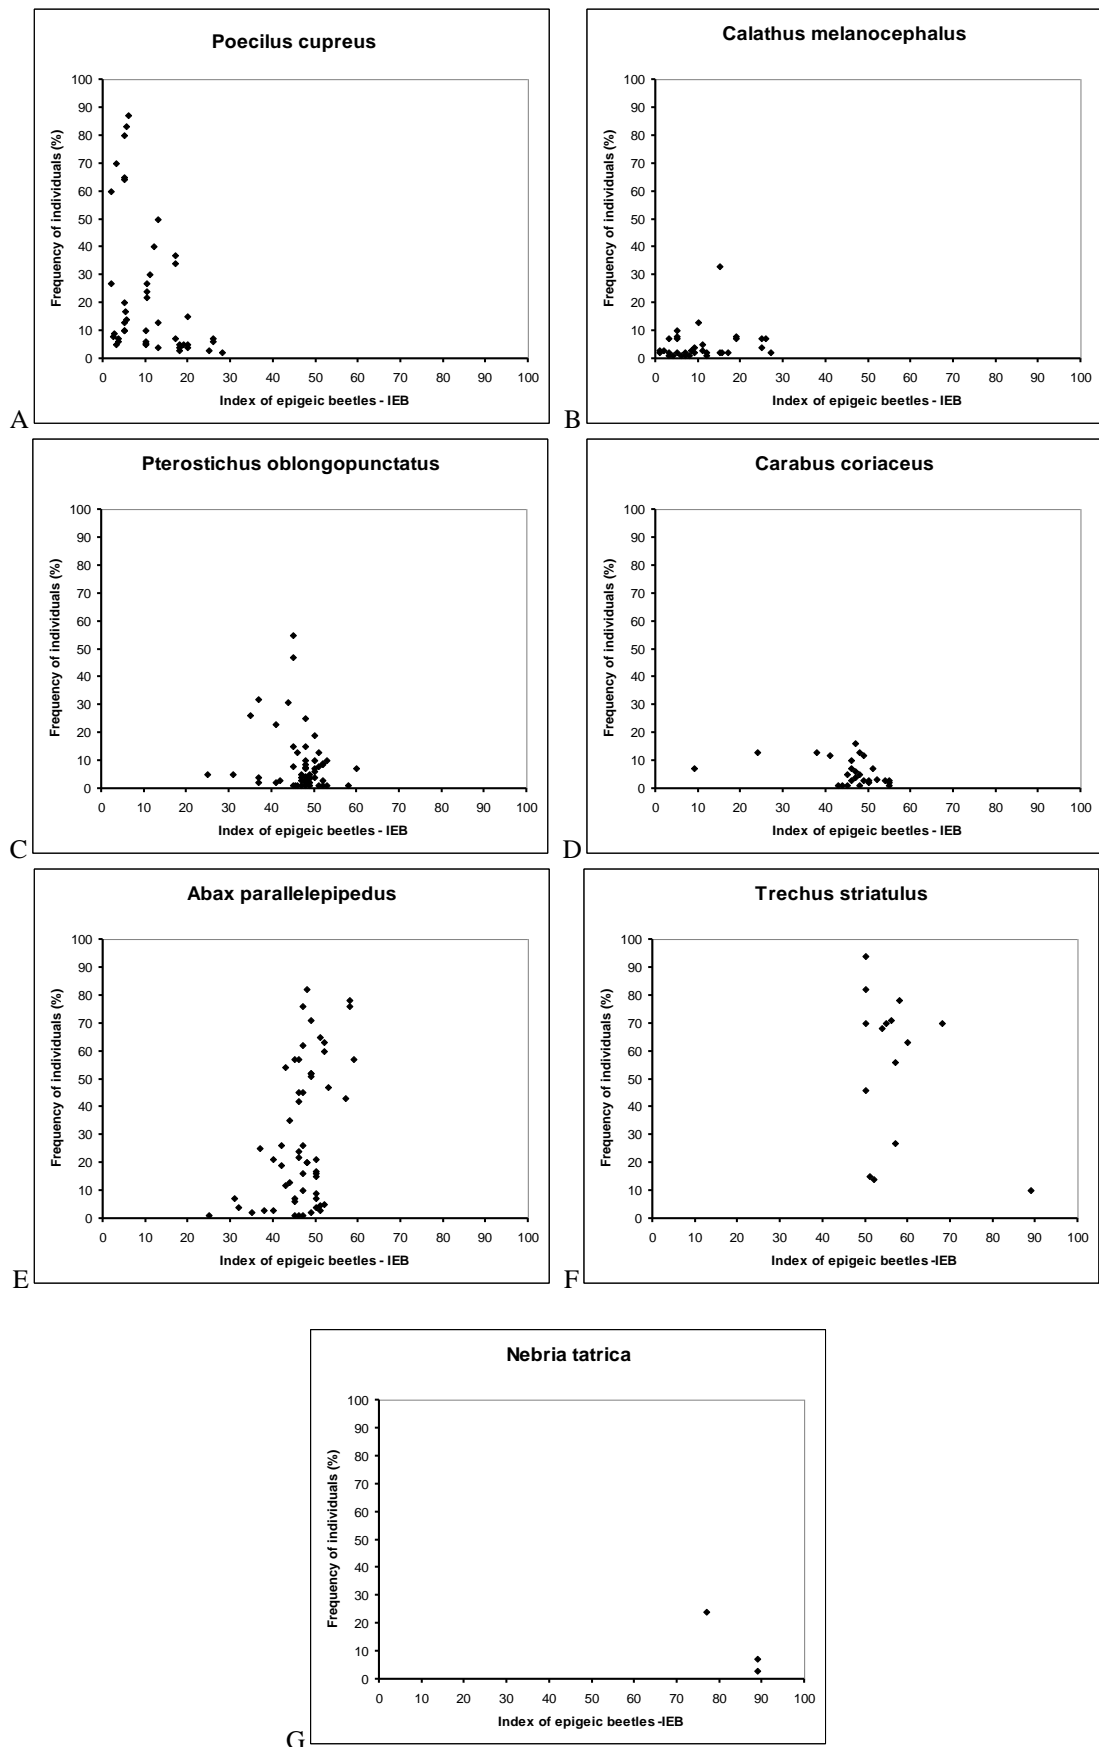 Poecilus cupreus
100
90
80
70
60
50
40
30
20
10
0
0 10 20 30 40 50 60 70 80 90 100
Frequency of individuals (%)
Index of epigeic beetles - IEB
A
Calathus melanocephalus
100
90
80
70
60
50
40
30
20
10
0
0 10 20 30 40 50 60 70 80 90 100
Frequency of individuals (%)
Index of epigeic beetles - IEB
B
Pterostichus oblongopunctatus
100
90
80
70
60
50
40
30
20
10
0
0 10 20 30 40 50 60 70 80 90 100
Frequency of individuals (%)
Index of epigeic beetles - IEB
C
Carabus coriaceus
100
90
80
70
60
50
40
30
20
10
0
0 10 20 30 40 50 60 70 80 90 100
Frequency of individuals (%)
Index of epigeic beetles - IEB
D
Abax parallelepipedus
100
90
80
70
60
50
40
30
20
10
0
0 10 20 30 40 50 60 70 80 90 100
Frequency of individuals (%)
Index of epigeic beetles - IEB
E
Trechus striatulus
100
90
80
70
60
50
40
30
20
10
0
0 10 20 30 40 50 60 70 80 90 100
Frequency of individuals (%)
Index of epigeic beetles -IEB
F
Nebria tatrica
100
90
80
70
60
50
40
30
20
10
0
0 10 20 30 40 50 60 70 80 90 100
Frequency of individuals (%)
Index of epigeic beetles -IEB
G